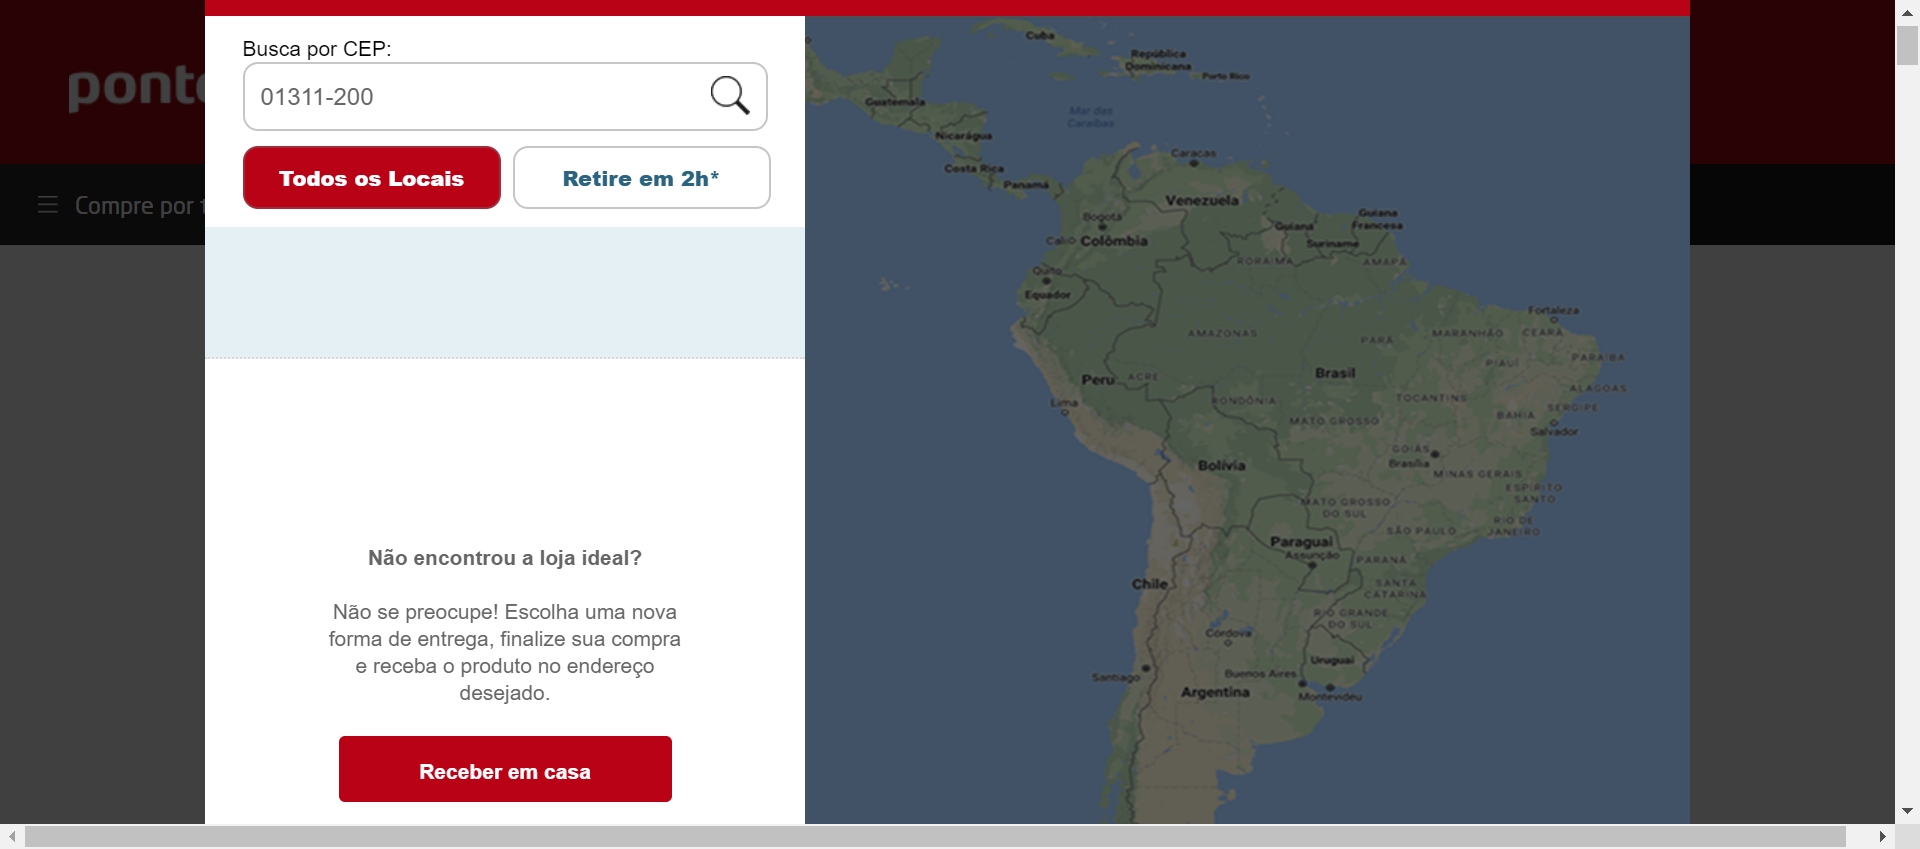 Busca por CEP:
01311-200
Todos os Locais
Retire em 2h*
Compre por
Não encontrou a loja ideal?
Não se preocupe! Escolha uma nova
forma de entrega, finalize sua compra
e receba o produto no endereço
desejado.
Receber em casa
Cuba
República
Dominicana
Porto Rico
Guatemala
Mar das
Caraíbas
Nicarágua
Costa Rica
Panamá
Caracas
Venezuela
Bogotá
Cali
Colômbia
Guiana
Guiana
Francesa
Suriname
RORAIMA
AMAPÁ
Quito
Equador
Fortaleza
AMAZONAS
PARÁ
MARANHÃO
CEARÁ
PIAUÍ
PARAÍBA
Peru
ACRE
Brasil
ALAGOAS
Lima
RONDÔNIA
TOCANTINS
SERGIPE
MATO GROSSO
BAHIA
Salvador
GOIÁS
Brasília
Bolívia
MINAS GERAIS
ESPÍRITO
SANTO
MATO GROSSO
DO SUL
RIO DE
JANEIRO
SÃO PAULO
Paraguai
Assunção
PARANÁ
Chile
SANTA
CATARINA
RIO GRANDE
DO SUL
Córdova
Uruguai
Santiago
Buenos Aires
Argentina
Montevidéu